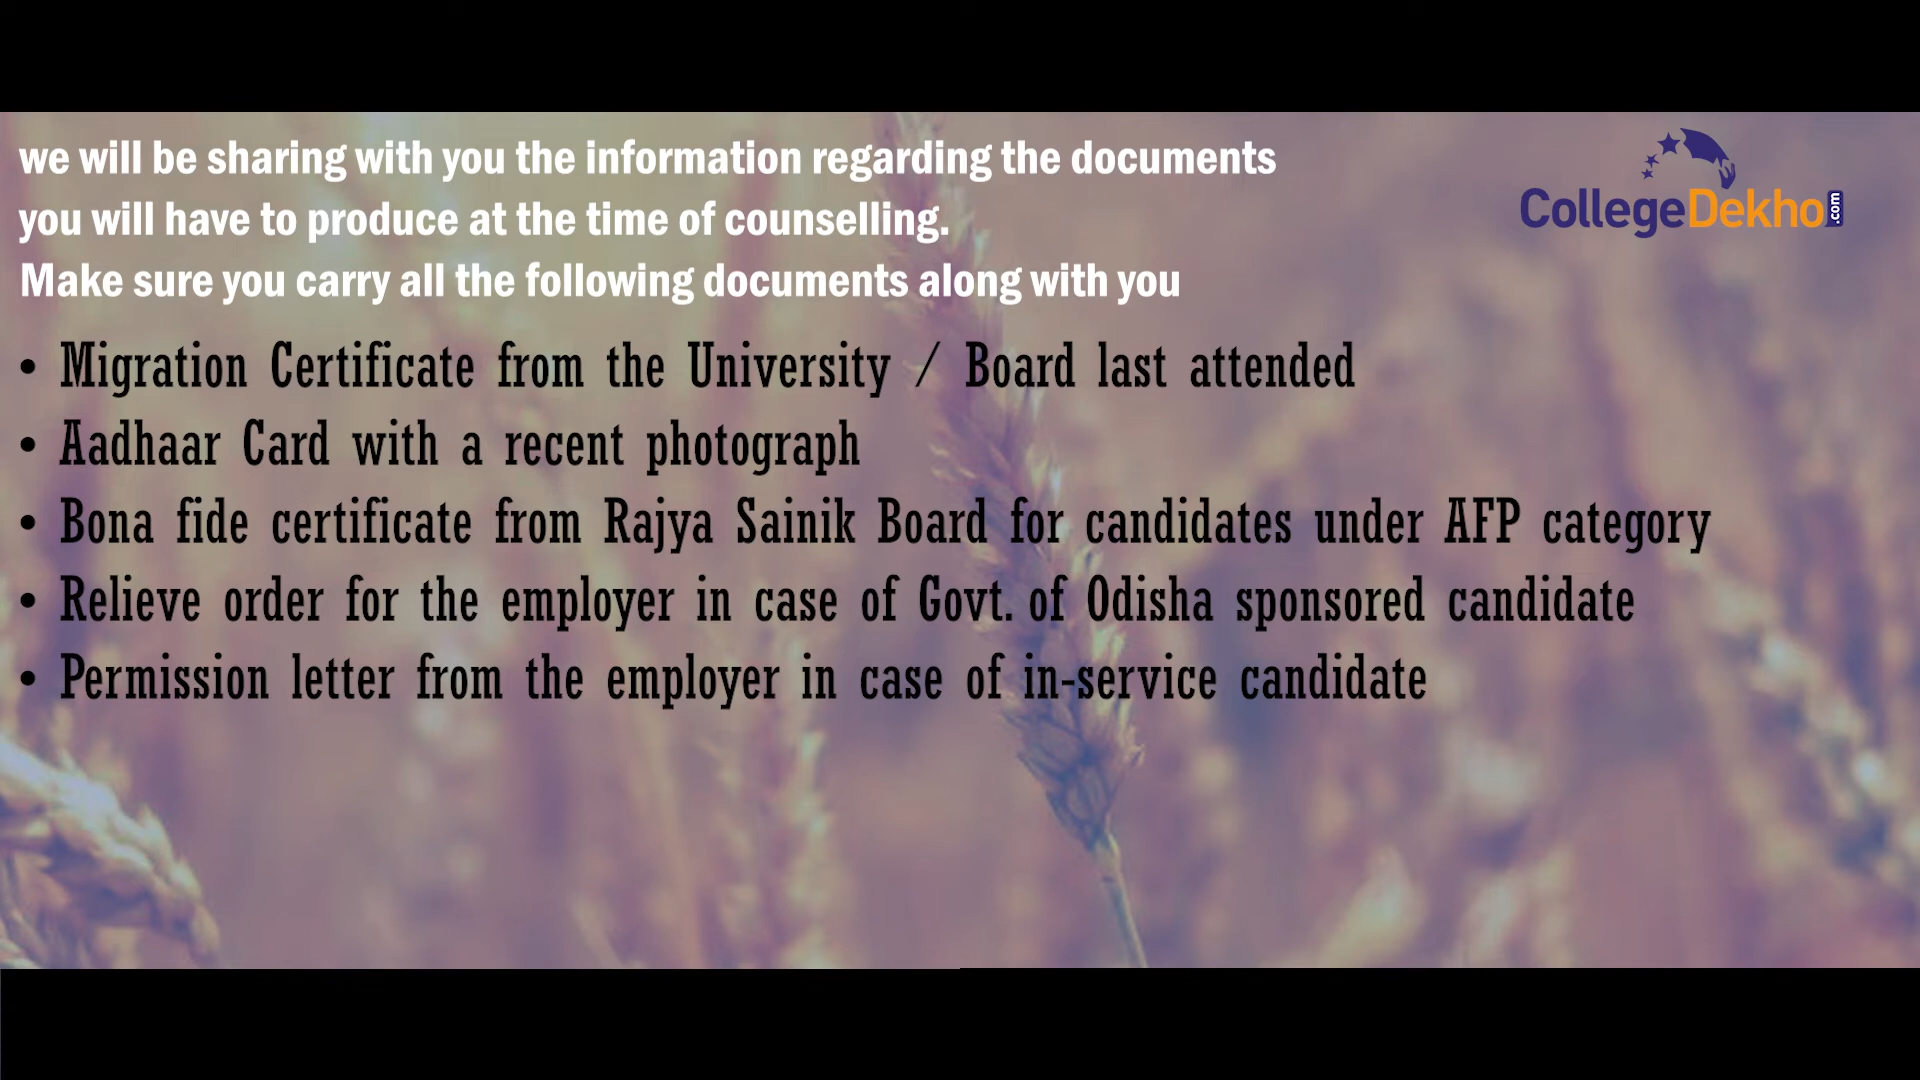 we will be sharing with you the information regarding the documents
you will have to produce at the time of counselling.
Make sure you carry all the following documents along with you
CollegeDekho.com
• Migration Certificate from the University / Board last attended
• Aadhaar Card with a recent photograph
• Bona fide certificate from Rajya Sainik Board for candidates under AFP category
• Relieve order for the employer in case of Govt. of Odisha sponsored candidate
• Permission letter from the employer in case of in-service candidate